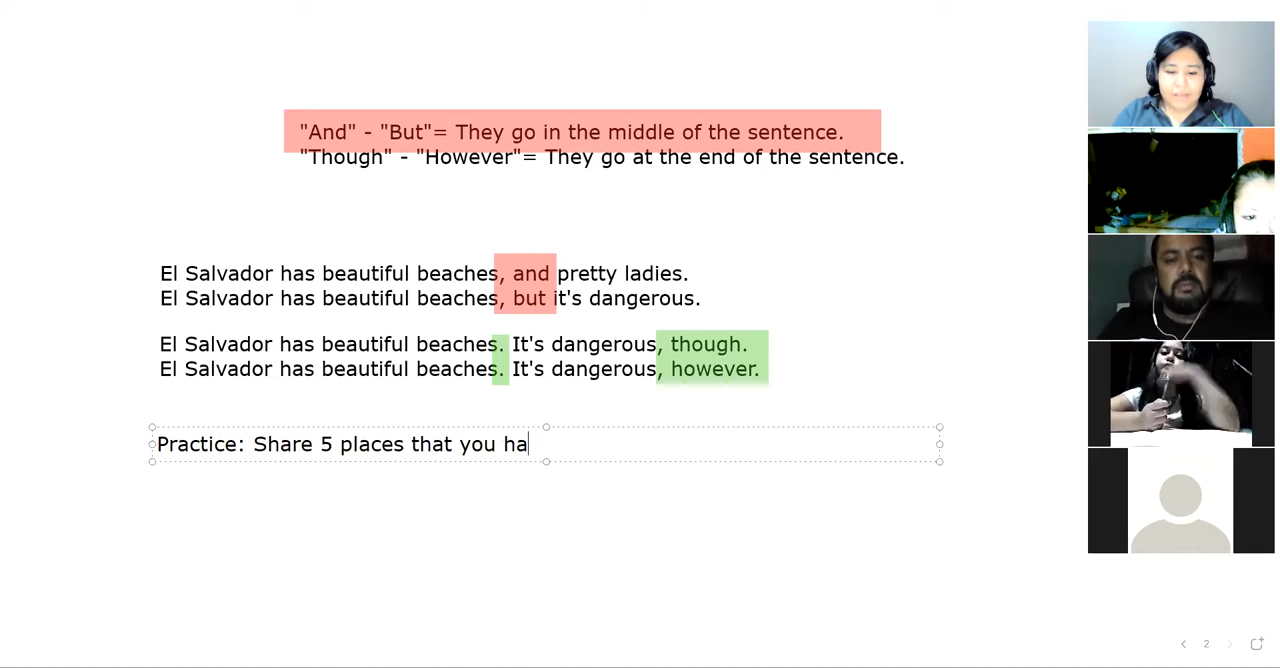 "And" - "But"= They go in the middle of the sentence.
"Though" - "However"= They go at the end of the sentence.
El Salvador has beautiful beaches, and pretty ladies.
El Salvador has beautiful beaches, but it's dangerous.
El Salvador has beautiful beaches. It's dangerous, though.
El Salvador has beautiful beaches. It's dangerous, however.
Practice: Share 5 places that you ha
2